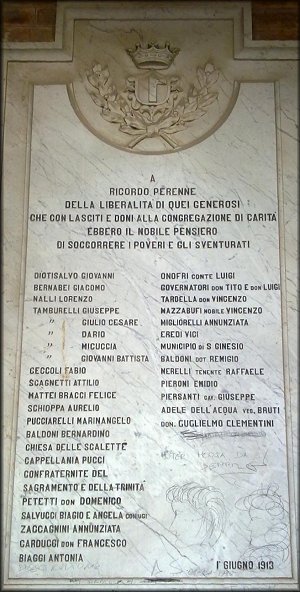 A
RICORDO PERENNE
DELLA LIBERALITÀ DI QUEI GENEROSI
CHE CON LASCITI E DONI ALLA CONGREGAZIONE DI CARITÀ
EBBERO IL NOBILE PENSIERO
DI SOCCORRERE I POVERI E GLI SVENTURATI
DIOTISALVO GIOVANNI
BERNABEI GIACOMO
NALLI LORENZO
TAMBURELLI GIUSEPPE
" GIULIO CESARE
" DARIO
" MICUCCIA
" GIOVANNI BATTISTA
CECCOLI FABIO
SCAGNETTI ATTILIO
MATTEI BRACCI FELICE
SCHIOPPA AURELIO
PUCCIARELLI MARINANGELO
BALDONI BERNARDINO
CHIESA DELLE SCALETTE
CAPPELLANIA PUCCI
CONFRATERNITE DEL
SAGRAMENTO E DELLA TRINITA'
PETETTI DON DOMENICO
SALVUCCI BIAGIO E ANGELA CONIUGI
ZACCAGNINI ANNUNZIATA
CARDUCCI DON FRANCESCO
BIAGGI ANTONIA
ONOFRI CONTE LUIGI
GOVERNATORI DON TITO E DON LUIGI
TARDELLA DON VINCENZO
MAZZABUFI NOBILE VINCENZO
MIGLIORELLI ANNUNZIATA
EREDI VICI
MUNICIPIO DI S GINESIO
BALDONI DOT REMIGIO
NERELLI TENENTE RAFFAELE
PIERONI EMIDIO
PIERSANTI CAV. GIUSEPPE
ADELE DELL'ACQUA VED. BRUTI
DON. GUGLIELMO CLEMENTINI
1° GIUGNO 1913